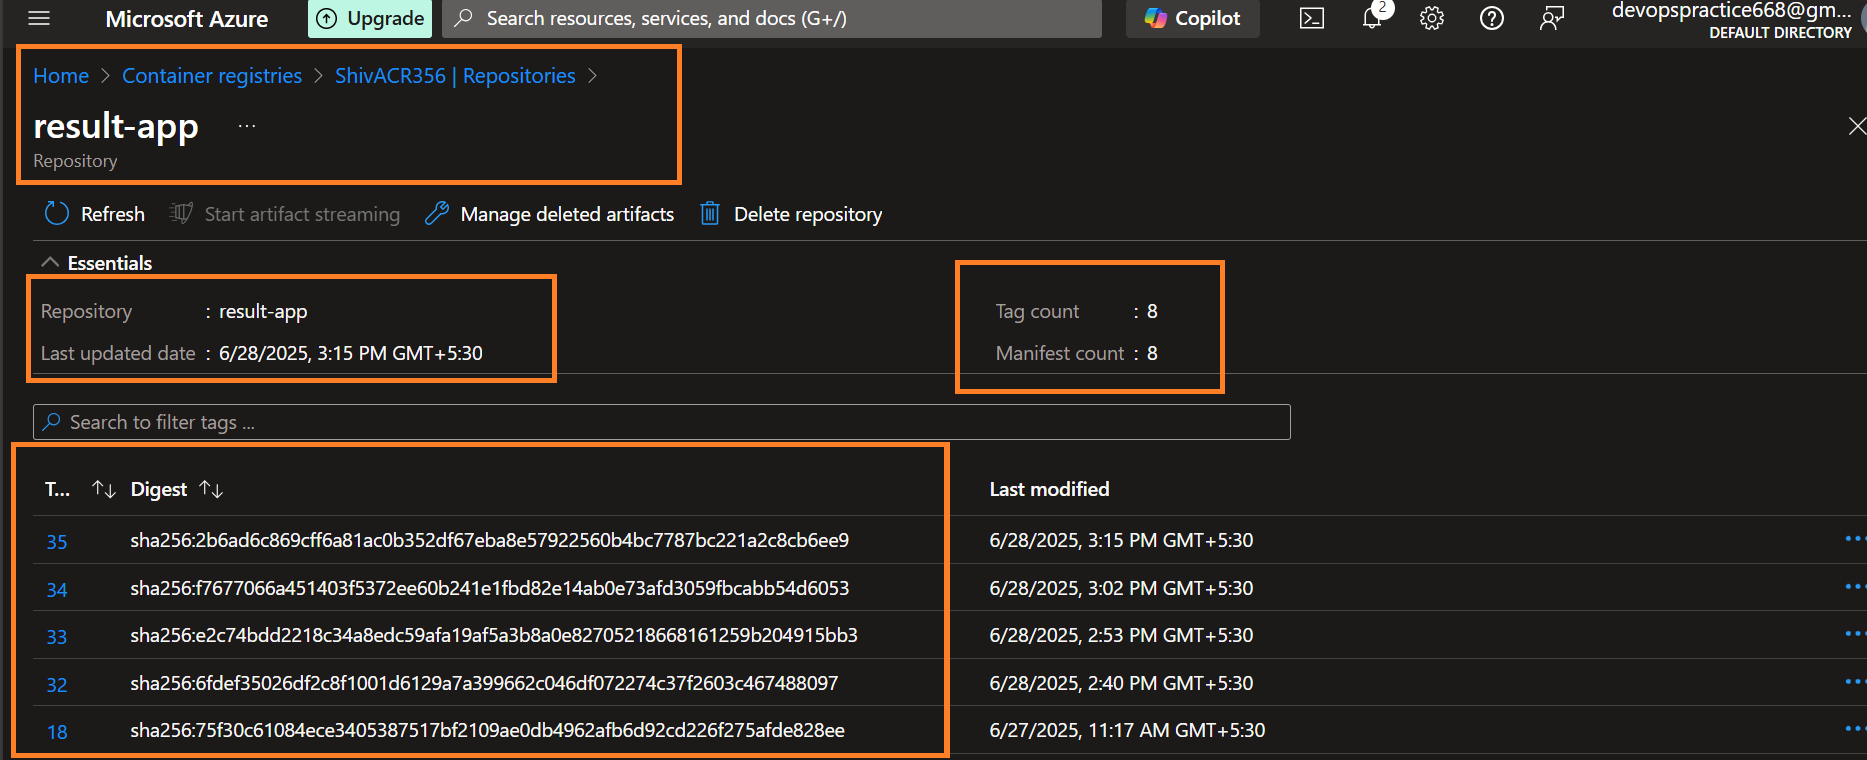 Microsoft Azure Upgrade Search resources, services, and docs (G+/) Copilot 2 devopspractice668@gm...
DEFAULT DIRECTORY
Home > Container registries > ShivACR356 | Repositories >
result-app ...
Repository
Refresh Start artifact streaming Manage deleted artifacts Delete repository
Essentials
Repository : result-app Tag count : 8
Last updated date : 6/28/2025, 3:15 PM GMT+5:30 Manifest count : 8
Search to filter tags ...
T... Digest Last modified
35 sha256:2b6ad6c869cff6a81ac0b352df67eba8e57922560b4bc7787bc221a2c8cb6ee9 6/28/2025, 3:15 PM GMT+5:30
34 sha256:f7677066a451403f5372ee60b241e1fbd82e14ab0e73afd3059fbcabb54d6053 6/28/2025, 3:02 PM GMT+5:30
33 sha256:e2c74bdd2218c34a8edc59afa19af5a3b8a0e82705218668161259b204915bb3 6/28/2025, 2:53 PM GMT+5:30
32 sha256:6fdef35026df2c8f1001d6129a7a399662c046df072274c37f2603c467488097 6/28/2025, 2:40 PM GMT+5:30
18 sha256:75f30c61084ece3405387517bf2109ae0db4962afb6d92cd226f275afde828ee 6/27/2025, 11:17 AM GMT+5:30